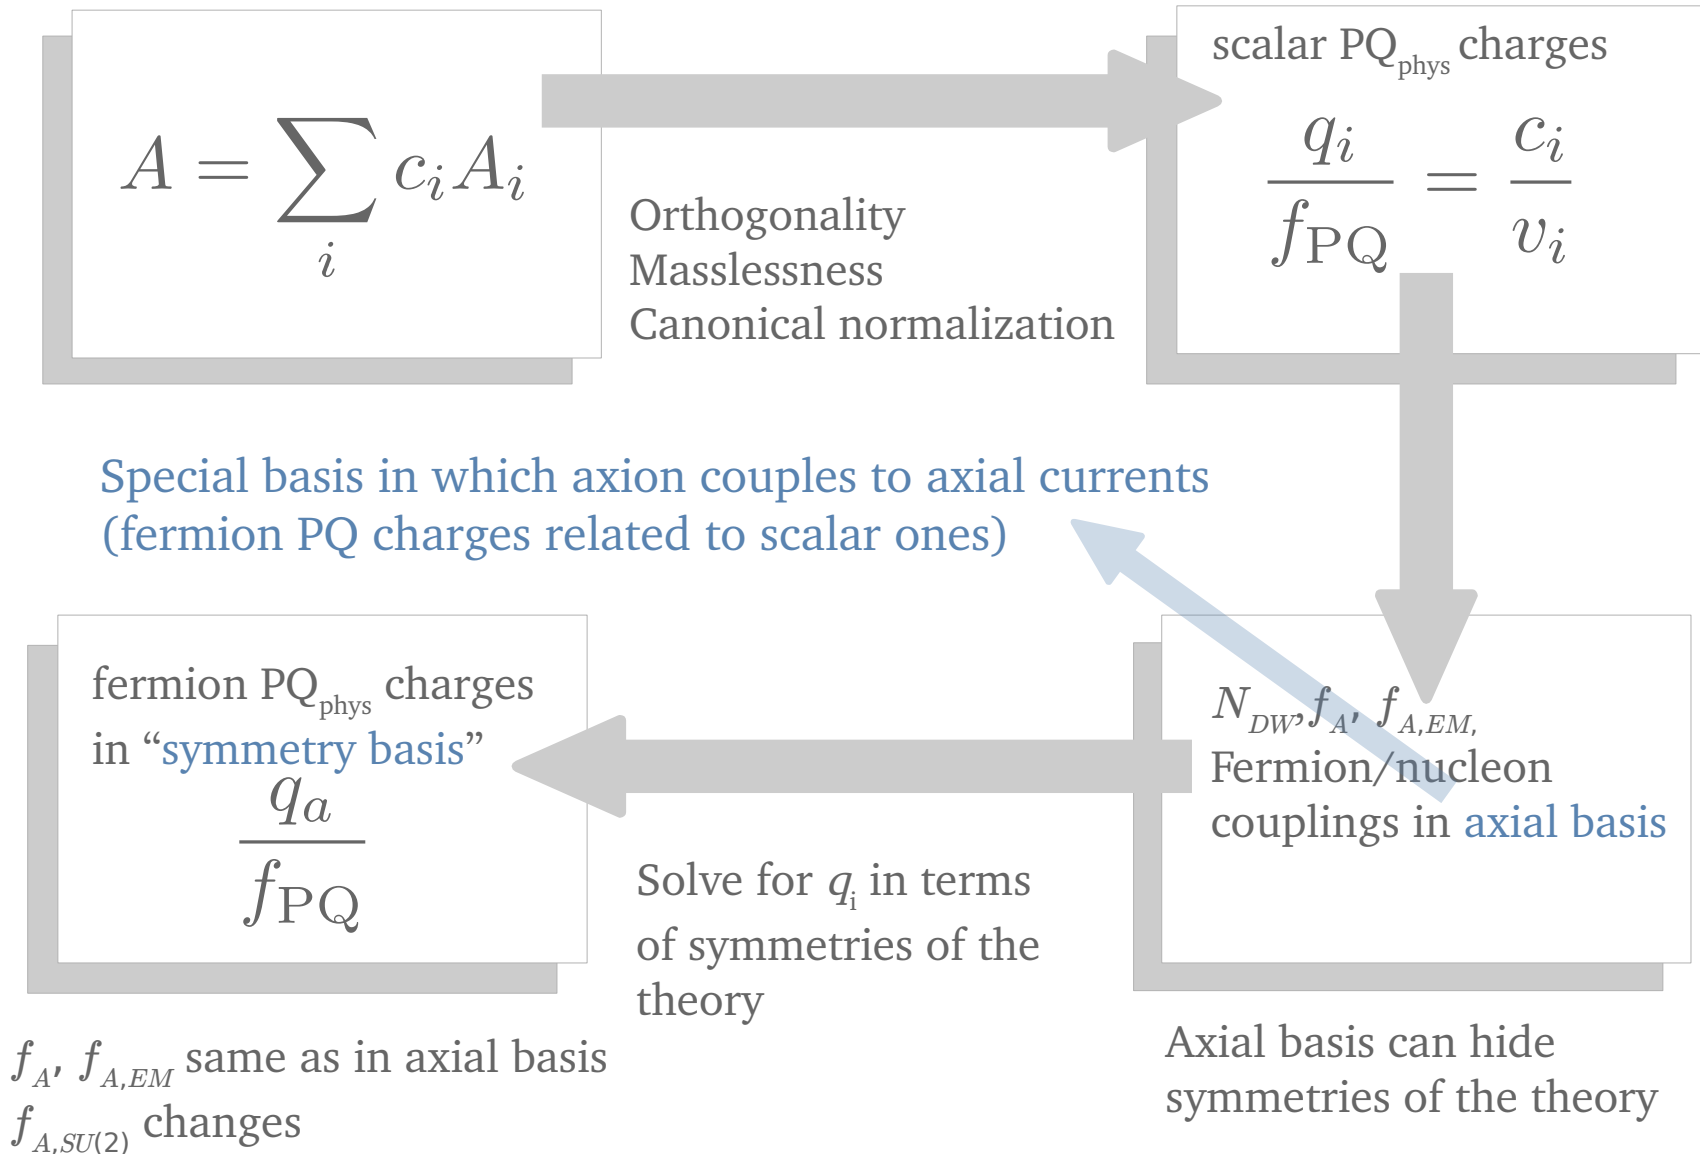 A = ∑_i c_i A_i
Orthogonality
Masslessness
Canonical normalization
scalar PQ_phys charges
q_i / f_PQ = c_i / v_i
Special basis in which axion couples to axial currents
(fermion PQ charges related to scalar ones)
N_DW, f_A, f_A,EM,
Fermion/nucleon
couplings in axial basis
Axial basis can hide
symmetries of the theory
Solve for q_i in terms
of symmetries of the
theory
fermion PQ_phys charges
in “symmetry basis”
q_a / f_PQ
f_A, f_A,EM same as in axial basis
f_A,SU(2) changes